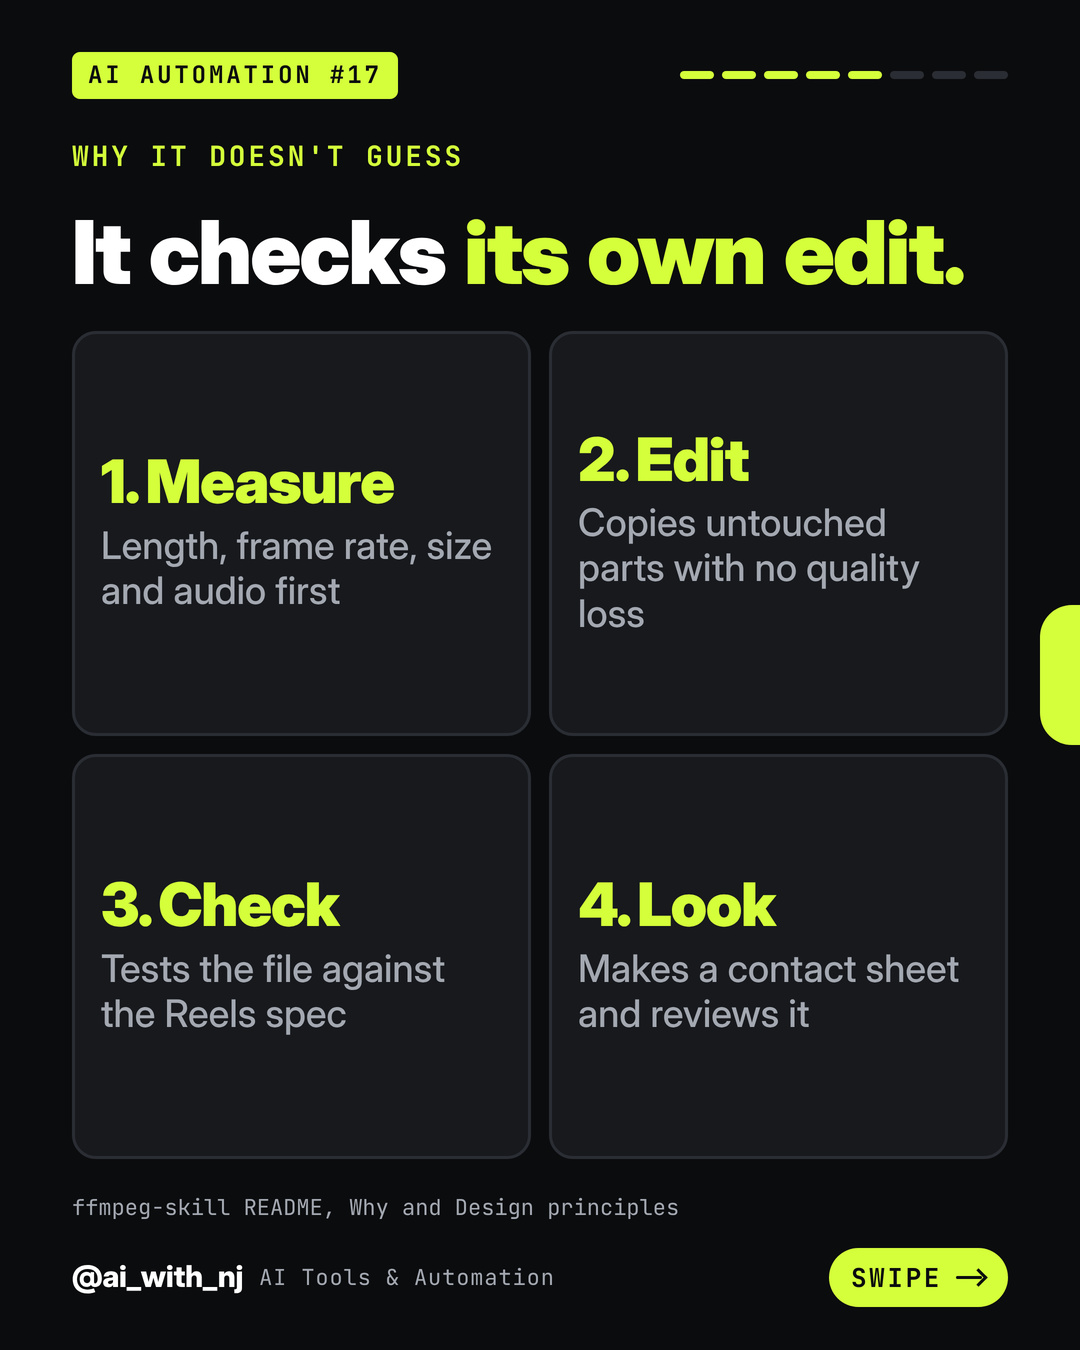 AI AUTOMATION #17
WHY IT DOESN'T GUESS
It checks its own edit.
1. Measure
Length, frame rate, size
and audio first
2. Edit
Copies untouched
parts with no quality
loss
3. Check
Tests the file against
the Reels spec
4. Look
Makes a contact sheet
and reviews it
ffmpeg-skill README, Why and Design principles
@ai_with_nj AI Tools & Automation
SWIPE →